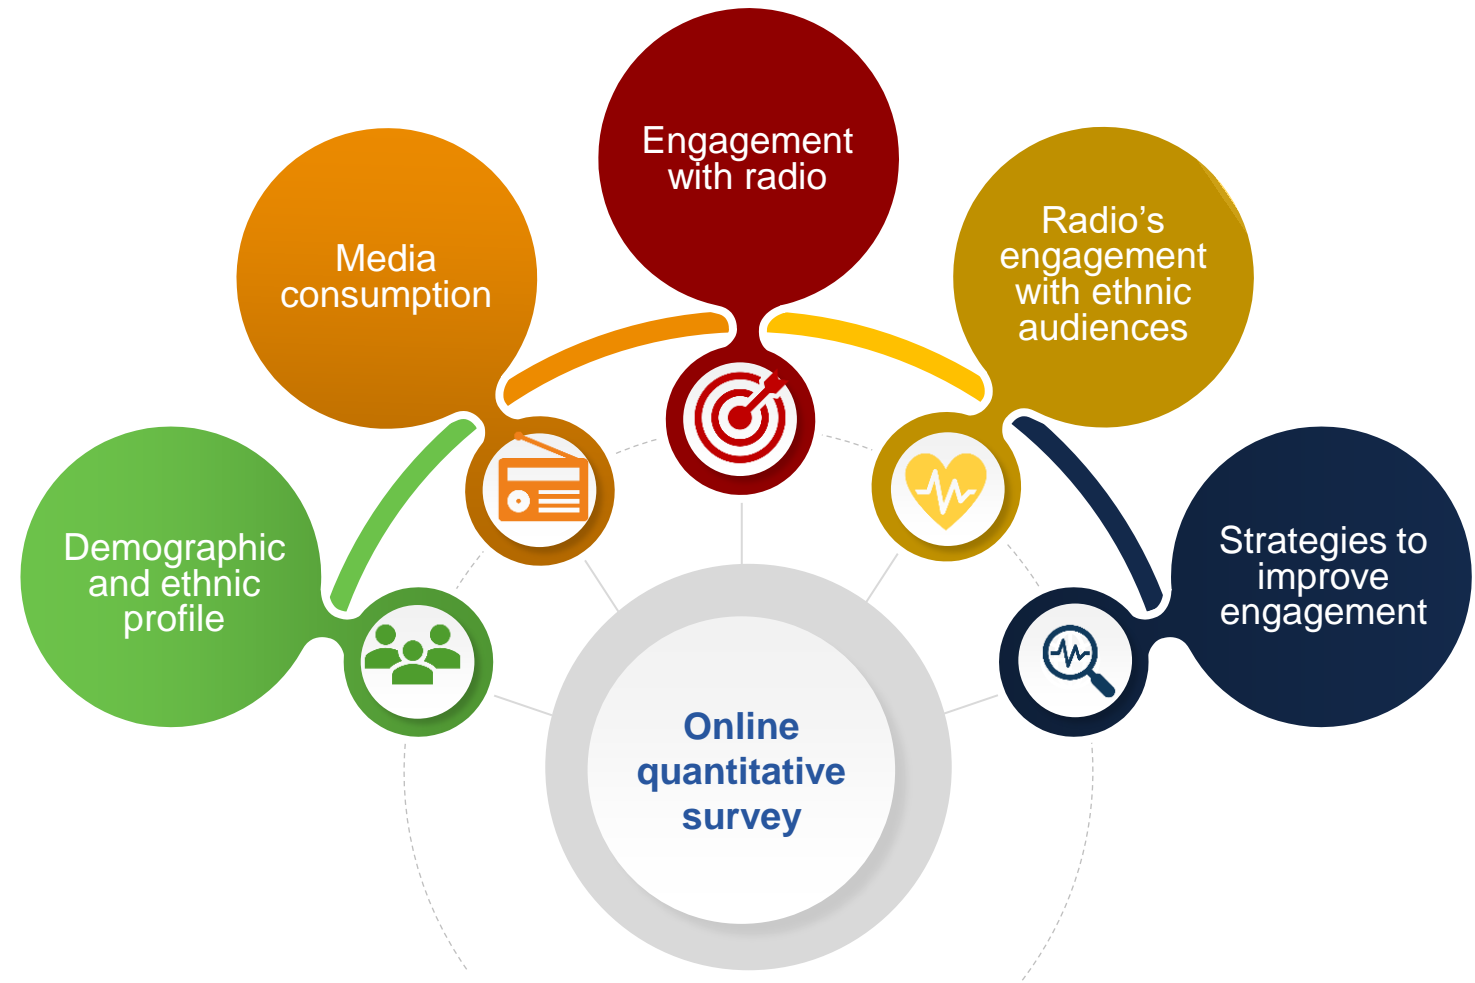 Demographic
and ethnic
profile
Media
consumption
Engagement
with radio
Radio’s
engagement
with ethnic
audiences
Strategies to
improve
engagement
Online
quantitative
survey